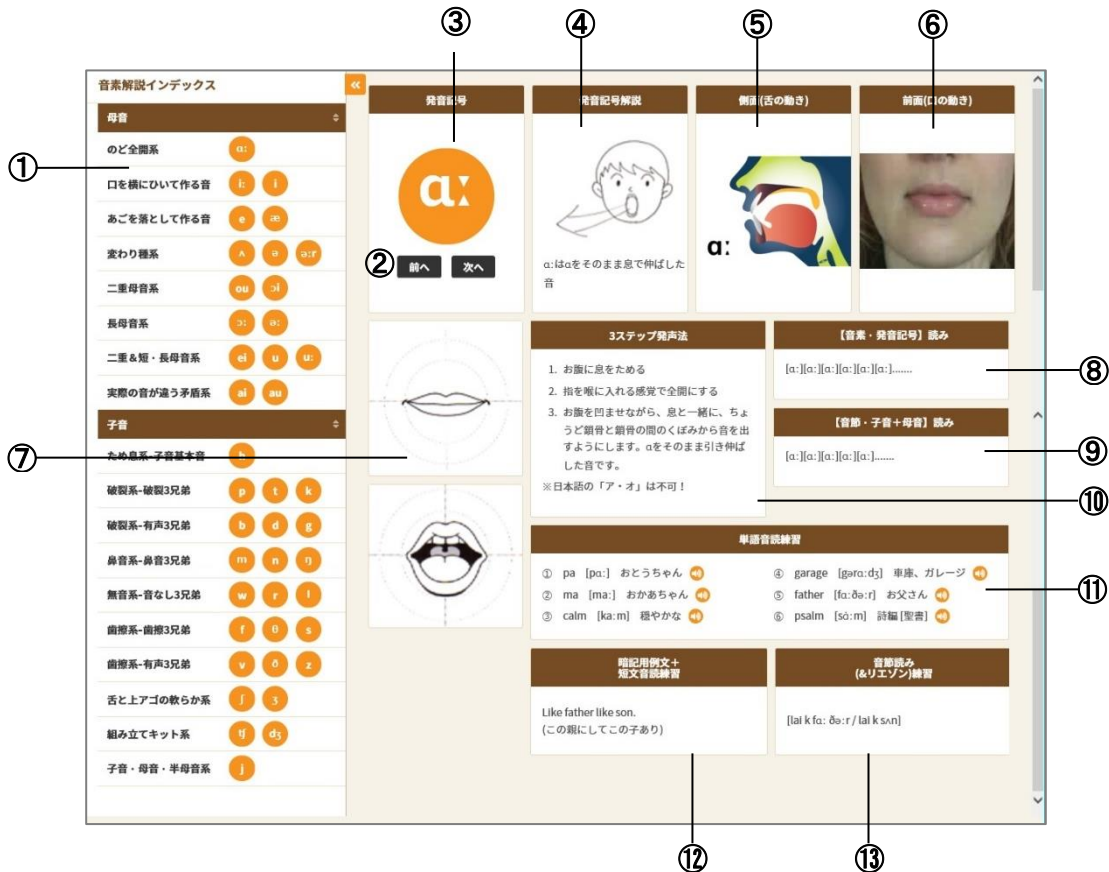 ③
④
⑤
⑥
音素解説インデックス
«
母音
①
のど全開系 ɑː
口を横にひいて作る音 iː i
あごを落として作る音 e æ
変わり種系 ʌ ə əːr
二重母音系 ou ɔi
長母音系 ɔː əː
二重&短・長母音系 ei u uː
実際の音が違う矛盾系 ai au
子音
⑦
ため息系-子音基本音 h
破裂系-破裂3兄弟 p t k
破裂系-有声3兄弟 b d g
鼻音系-鼻音3兄弟 m n ŋ
無音系-音なし3兄弟 w r l
歯擦系-歯擦3兄弟 f θ s
歯擦系-有声3兄弟 v ð z
舌と上アゴの軟らか系 ʃ ʒ
組み立てキット系 ʧ dʒ
子音・母音・半母音系 j
発音記号
ɑː
②
前へ 次へ
発音記号解説
ɑːはɑをそのまま息で伸ばした
音
側面(舌の動き)
ɑː
前面(口の動き)
3ステップ発声法
1. お腹に息をためる
2. 指を喉に入れる感覚で全開にする
3. お腹を凹ませながら、息と一緒に、ちょ
うど鎖骨と鎖骨の間のくぼみから音を出
すようにします。ɑをそのまま引き伸ば
した音です。
※日本語の「ア・オ」は不可！
⑩
【音素・発音記号】読み
[ɑː][ɑː][ɑː][ɑː][ɑː][ɑː].......
⑧
【音節・子音＋母音】読み
[ɑː][ɑː][ɑː][ɑː][ɑː].......
⑨
単語音読練習
① pa [pɑː] おとうちゃん
② ma [maː] おかあちゃん
③ calm [kaːm] 穏やかな
④ garage [gərɑːdʒ] 車庫、ガレージ
⑤ father [fɑːðəːr] お父さん
⑥ psalm [sɑ̀ːm] 詩編 [聖書]
⑪
暗記用例文＋
短文音読練習
Like father like son.
(この親にしてこの子あり)
⑫
音節読み
(&リエゾン)練習
[lai k fɑː ðəːr / lai k sʌn]
⑬